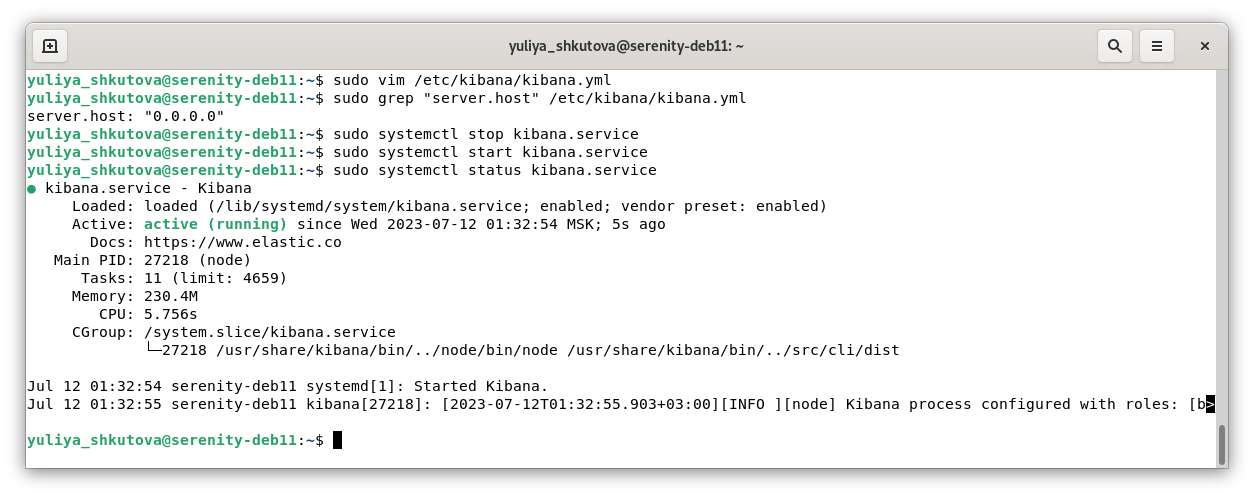 yuliya_shkutova@serenity-deb11: ~
yuliya_shkutova@serenity-deb11:~$ sudo vim /etc/kibana/kibana.yml
yuliya_shkutova@serenity-deb11:~$ sudo grep "server.host" /etc/kibana/kibana.yml
server.host: "0.0.0.0"
yuliya_shkutova@serenity-deb11:~$ sudo systemctl stop kibana.service
yuliya_shkutova@serenity-deb11:~$ sudo systemctl start kibana.service
yuliya_shkutova@serenity-deb11:~$ sudo systemctl status kibana.service
● kibana.service - Kibana
     Loaded: loaded (/lib/systemd/system/kibana.service; enabled; vendor preset: enabled)
     Active: active (running) since Wed 2023-07-12 01:32:54 MSK; 5s ago
       Docs: https://www.elastic.co
   Main PID: 27218 (node)
      Tasks: 11 (limit: 4659)
     Memory: 230.4M
        CPU: 5.756s
     CGroup: /system.slice/kibana.service
             └─27218 /usr/share/kibana/bin/../node/bin/node /usr/share/kibana/bin/../src/cli/dist
Jul 12 01:32:54 serenity-deb11 systemd[1]: Started Kibana.
Jul 12 01:32:55 serenity-deb11 kibana[27218]: [2023-07-12T01:32:55.903+03:00][INFO ][node] Kibana process configured with roles: [b>
yuliya_shkutova@serenity-deb11:~$